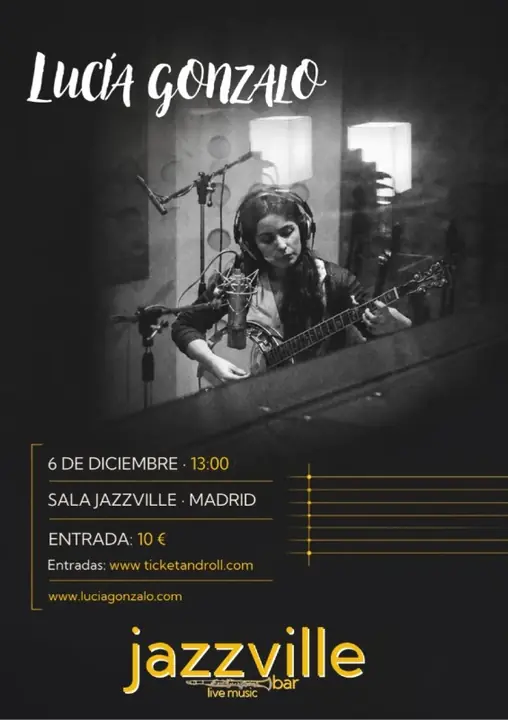 LUCÍA GONZALO
6 DE DICIEMBRE · 13:00
SALA JAZZVILLE · MADRID
ENTRADA: 10 €
Entradas: www ticketandroll.com
www.luciagonzalo.com
jazzville
bar
live music